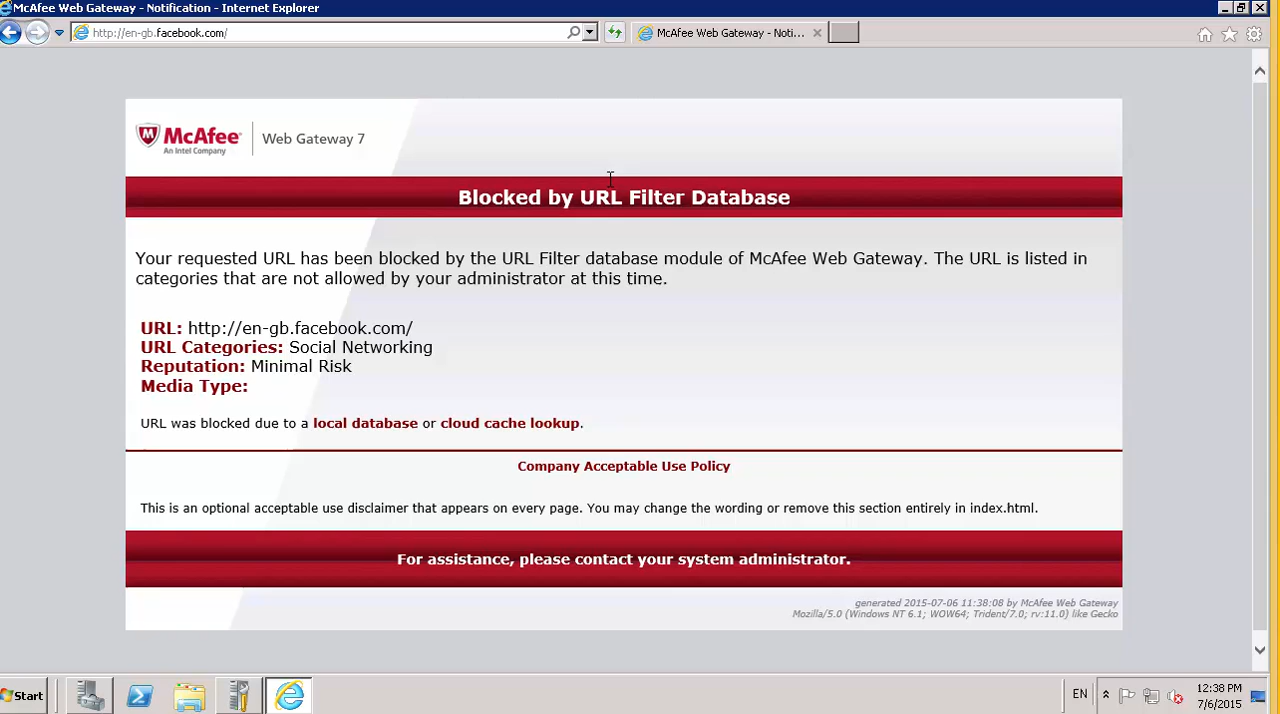 McAfee Web Gateway - Notification - Internet Explorer
http://en-gb.facebook.com/
McAfee Web Gateway - Noti...
McAfee
An Intel Company
Web Gateway 7
Blocked by URL Filter Database
Your requested URL has been blocked by the URL Filter database module of McAfee Web Gateway. The URL is listed in
categories that are not allowed by your administrator at this time.
URL: http://en-gb.facebook.com/
URL Categories: Social Networking
Reputation: Minimal Risk
Media Type:
URL was blocked due to a local database or cloud cache lookup.
Company Acceptable Use Policy
This is an optional acceptable use disclaimer that appears on every page. You may change the wording or remove this section entirely in index.html.
For assistance, please contact your system administrator.
generated 2015-07-06 11:38:08 by McAfee Web Gateway
Mozilla/5.0 (Windows NT 6.1; WOW64; Trident/7.0; rv:11.0) like Gecko
Start
EN
12:38 PM
7/6/2015